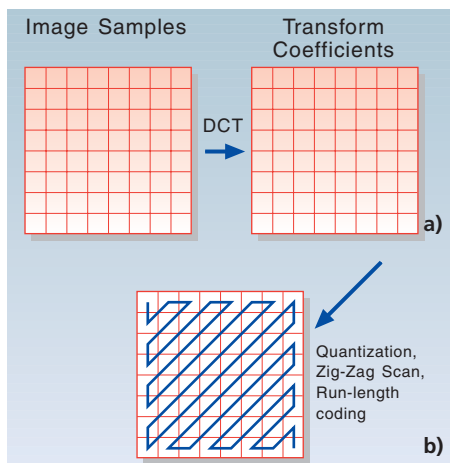 Image Samples
Transform
Coefficients
DCT
a)
Quantization,
Zig-Zag Scan,
Run-length
coding
b)